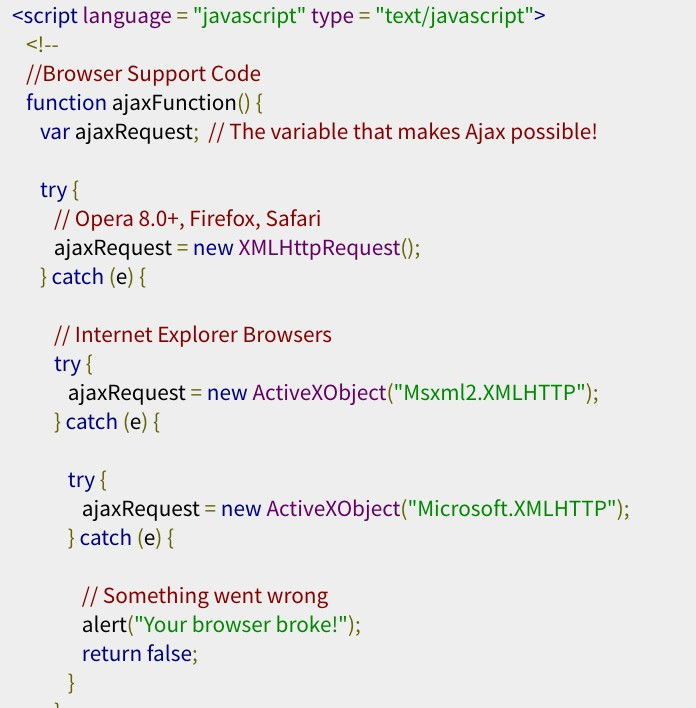 <script language = "javascript" type = "text/javascript">
<!--
//Browser Support Code
function ajaxFunction() {
var ajaxRequest;  // The variable that makes Ajax possible!
try {
// Opera 8.0+, Firefox, Safari
ajaxRequest = new XMLHttpRequest();
} catch (e) {
// Internet Explorer Browsers
try {
ajaxRequest = new ActiveXObject("Msxml2.XMLHTTP");
} catch (e) {
try {
ajaxRequest = new ActiveXObject("Microsoft.XMLHTTP");
} catch (e) {
// Something went wrong
alert("Your browser broke!");
return false;
}
}